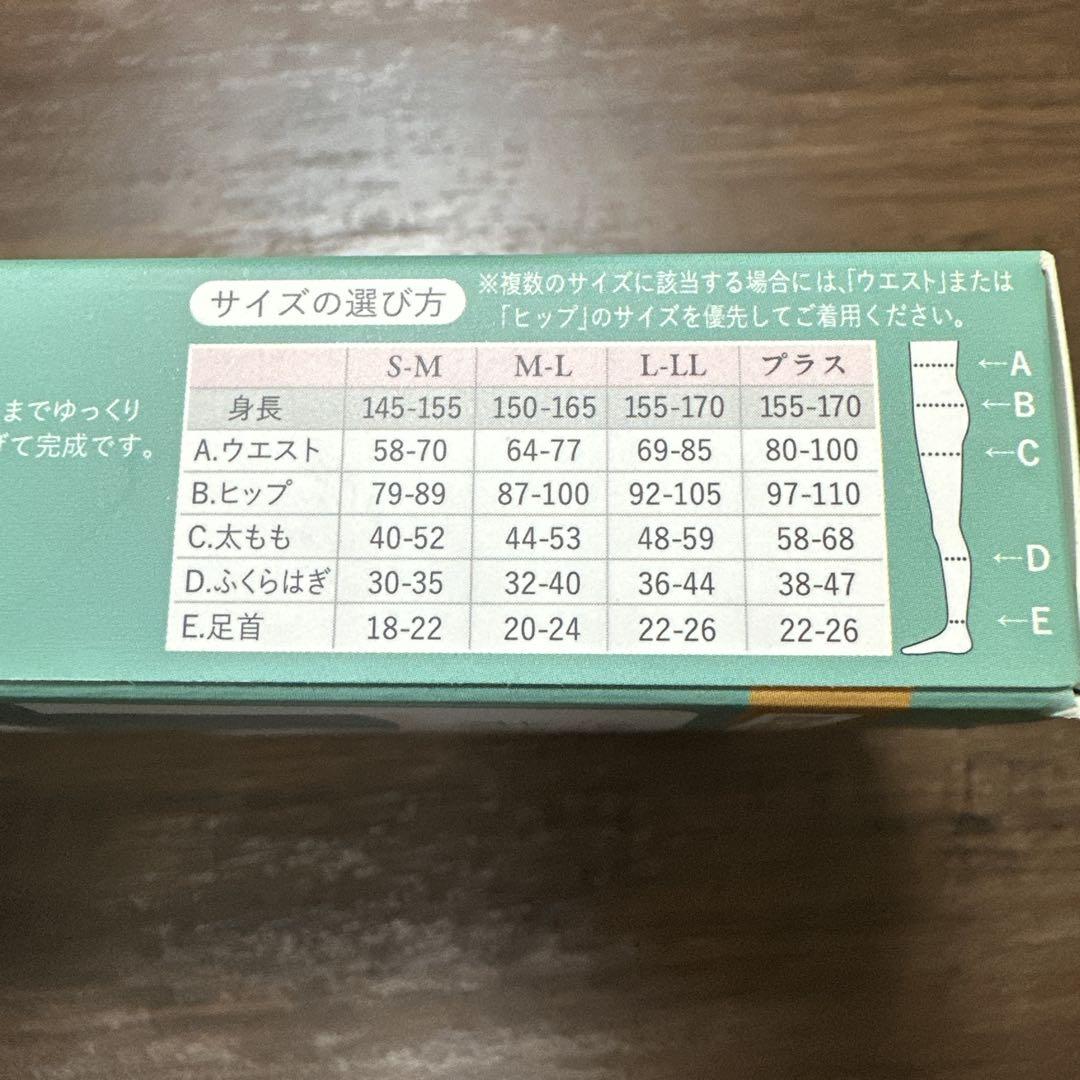 サイズの選び方
※複数のサイズに該当する場合には、「ウエスト」または
「ヒップ」のサイズを優先してご着用ください。
までゆっくり
げて完成です。
S-M M-L L-LL プラス
身長 145-155 150-165 155-170 155-170
A.ウエスト 58-70 64-77 69-85 80-100
B.ヒップ 79-89 87-100 92-105 97-110
C.太もも 40-52 44-53 48-59 58-68
D.ふくらはぎ 30-35 32-40 36-44 38-47
E.足首 18-22 20-24 22-26 22-26
←A
←B
←C
←D
←E